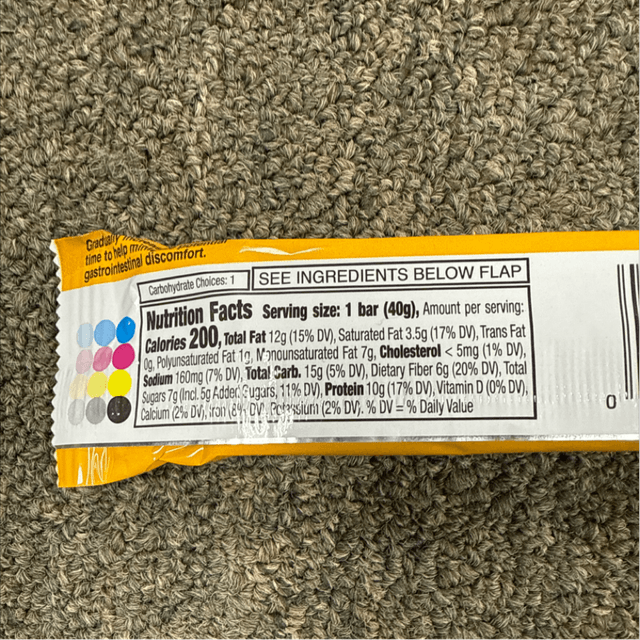 Gradually
time to help
gastrointestinal discomfort.
Carbohydrate Choices: 1
SEE INGREDIENTS BELOW FLAP
Nutrition Facts Serving size: 1 bar (40g), Amount per serving:
Calories 200, Total Fat 12g (15% DV), Saturated Fat 3.5g (17% DV), Trans Fat
0g, Polyunsaturated Fat 1g, Monounsaturated Fat 7g, Cholesterol <5mg (1% DV),
Sodium 160mg (7% DV), Total Carb. 15g (5% DV), Dietary Fiber 6g (20% DV), Total
Sugars 7g (Incl. 5g Added Sugars, 11% DV), Protein 10g (17% DV), Vitamin D (0% DV),
Calcium (2% DV), Iron (8% DV), Potassium (2% DV). % DV = % Daily Value
0